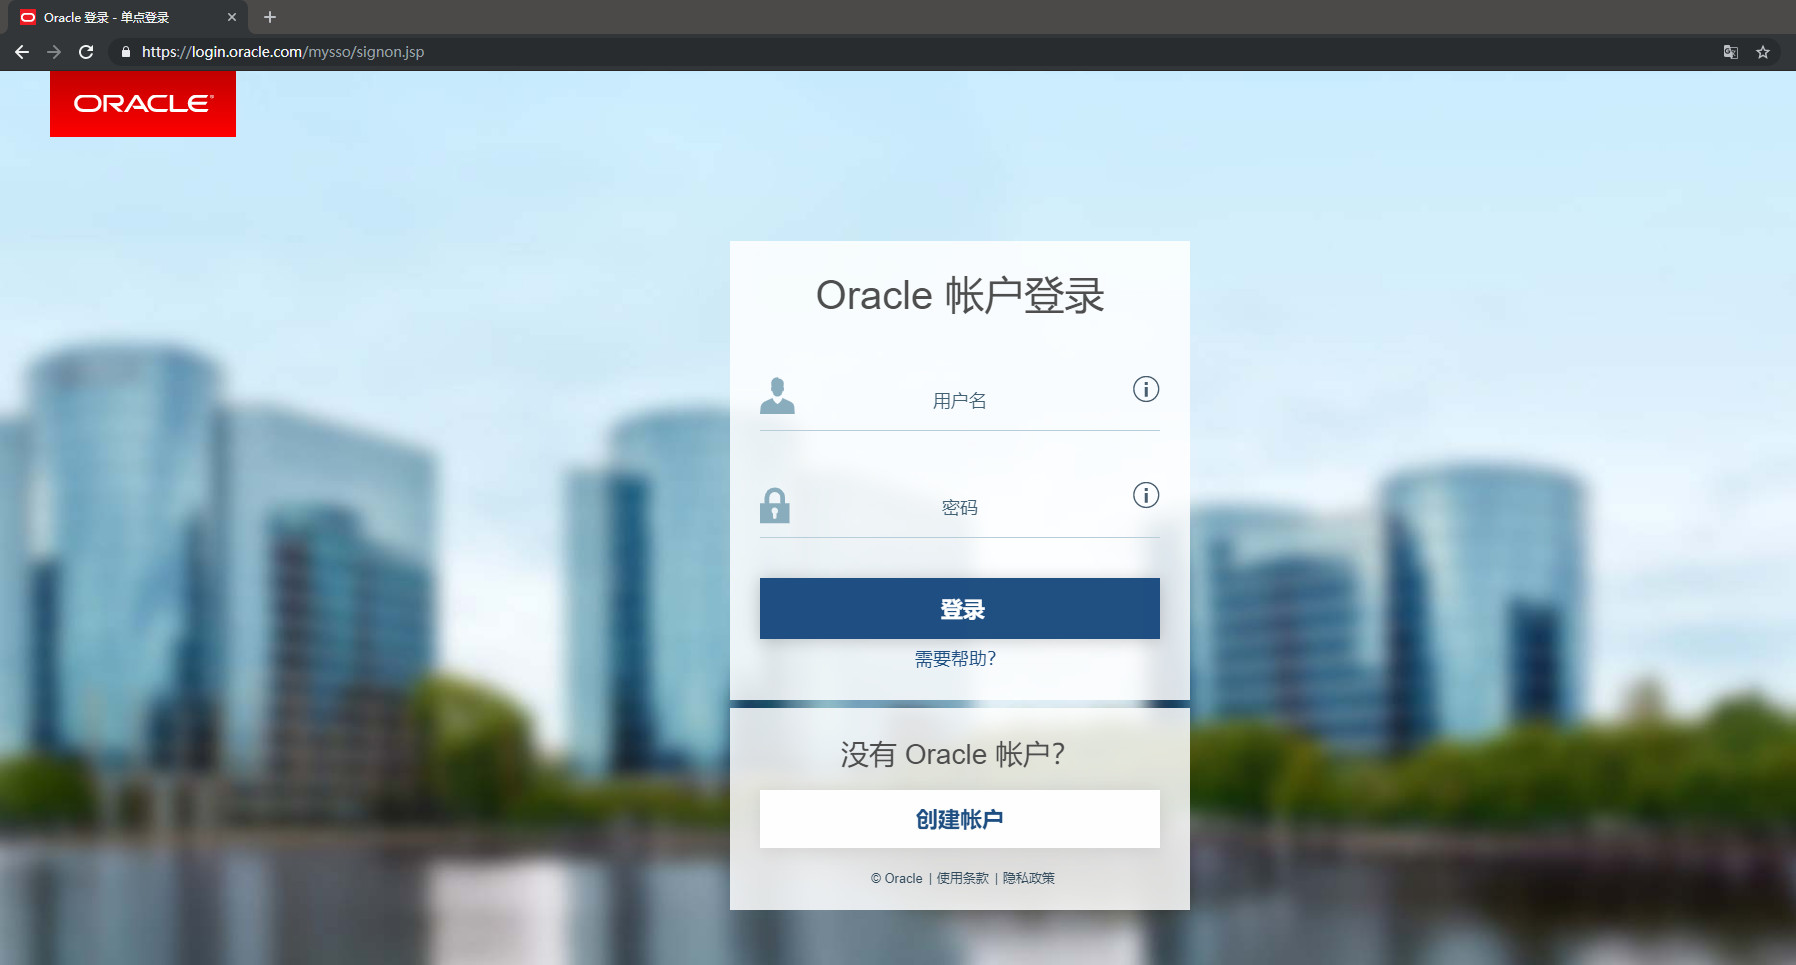 Oracle 登录 - 单点登录
https://login.oracle.com/mysso/signon.jsp
ORACLE
Oracle 帐户登录
用户名
密码
登录
需要帮助?
没有 Oracle 帐户?
创建帐户
© Oracle | 使用条款 | 隐私政策